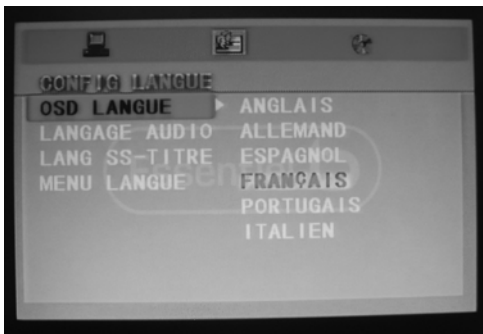 CONFIG LANGUE
OSD LANGUE
LANGAGE AUDIO
LANG SS-TITRE
MENU LANGUE
ANGLAIS
ALLEMAND
ESPAGNOL
FRANÇAIS
PORTUGAIS
ITALIEN